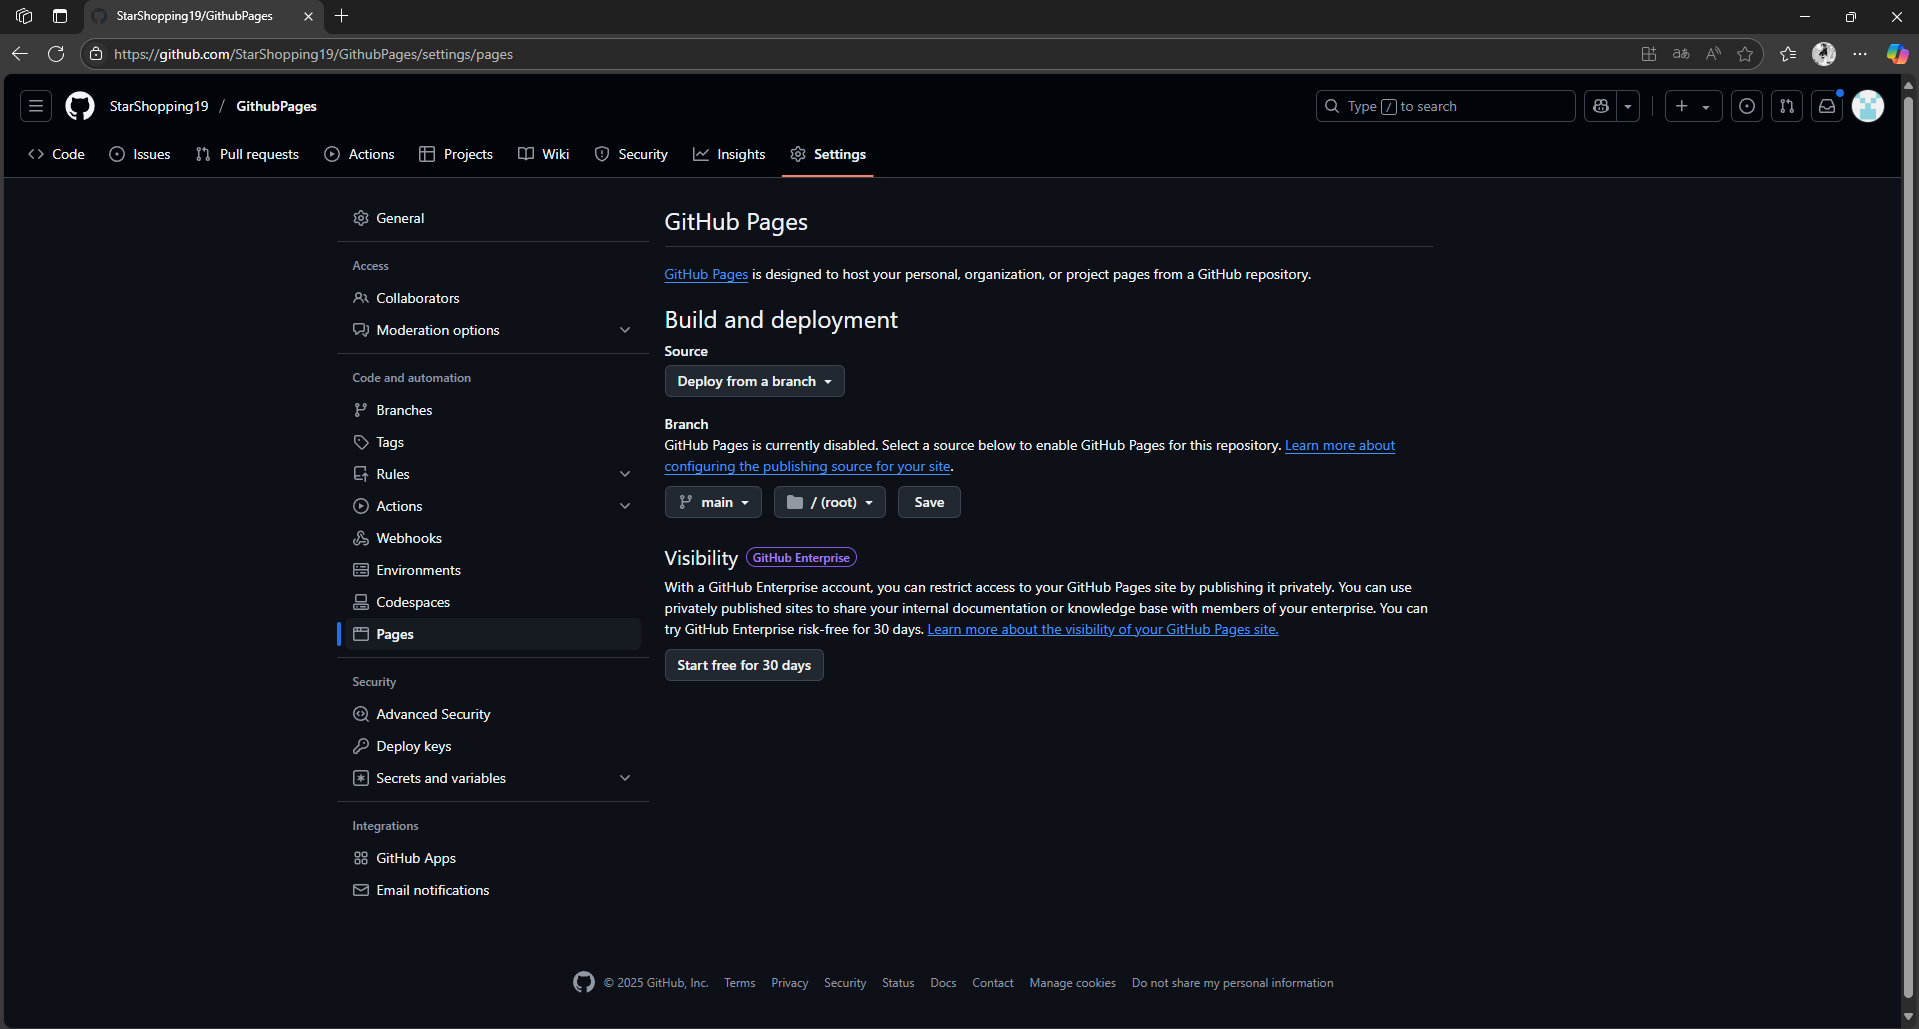 StarShopping19/GithubPages
https://github.com/StarShopping19/GithubPages/settings/pages
StarShopping19 / GithubPages
Type / to search
Code Issues Pull requests Actions Projects Wiki Security Insights Settings
General
Access
Collaborators
Moderation options
Code and automation
Branches
Tags
Rules
Actions
Webhooks
Environments
Codespaces
Pages
Security
Advanced Security
Deploy keys
Secrets and variables
Integrations
GitHub Apps
Email notifications
GitHub Pages
GitHub Pages is designed to host your personal, organization, or project pages from a GitHub repository.
Build and deployment
Source
Deploy from a branch
Branch
GitHub Pages is currently disabled. Select a source below to enable GitHub Pages for this repository. Learn more about
configuring the publishing source for your site.
main / (root) Save
Visibility GitHub Enterprise
With a GitHub Enterprise account, you can restrict access to your GitHub Pages site by publishing it privately. You can use
privately published sites to share your internal documentation or knowledge base with members of your enterprise. You can
try GitHub Enterprise risk-free for 30 days. Learn more about the visibility of your GitHub Pages site.
Start free for 30 days
© 2025 GitHub, Inc. Terms Privacy Security Status Docs Contact Manage cookies Do not share my personal information